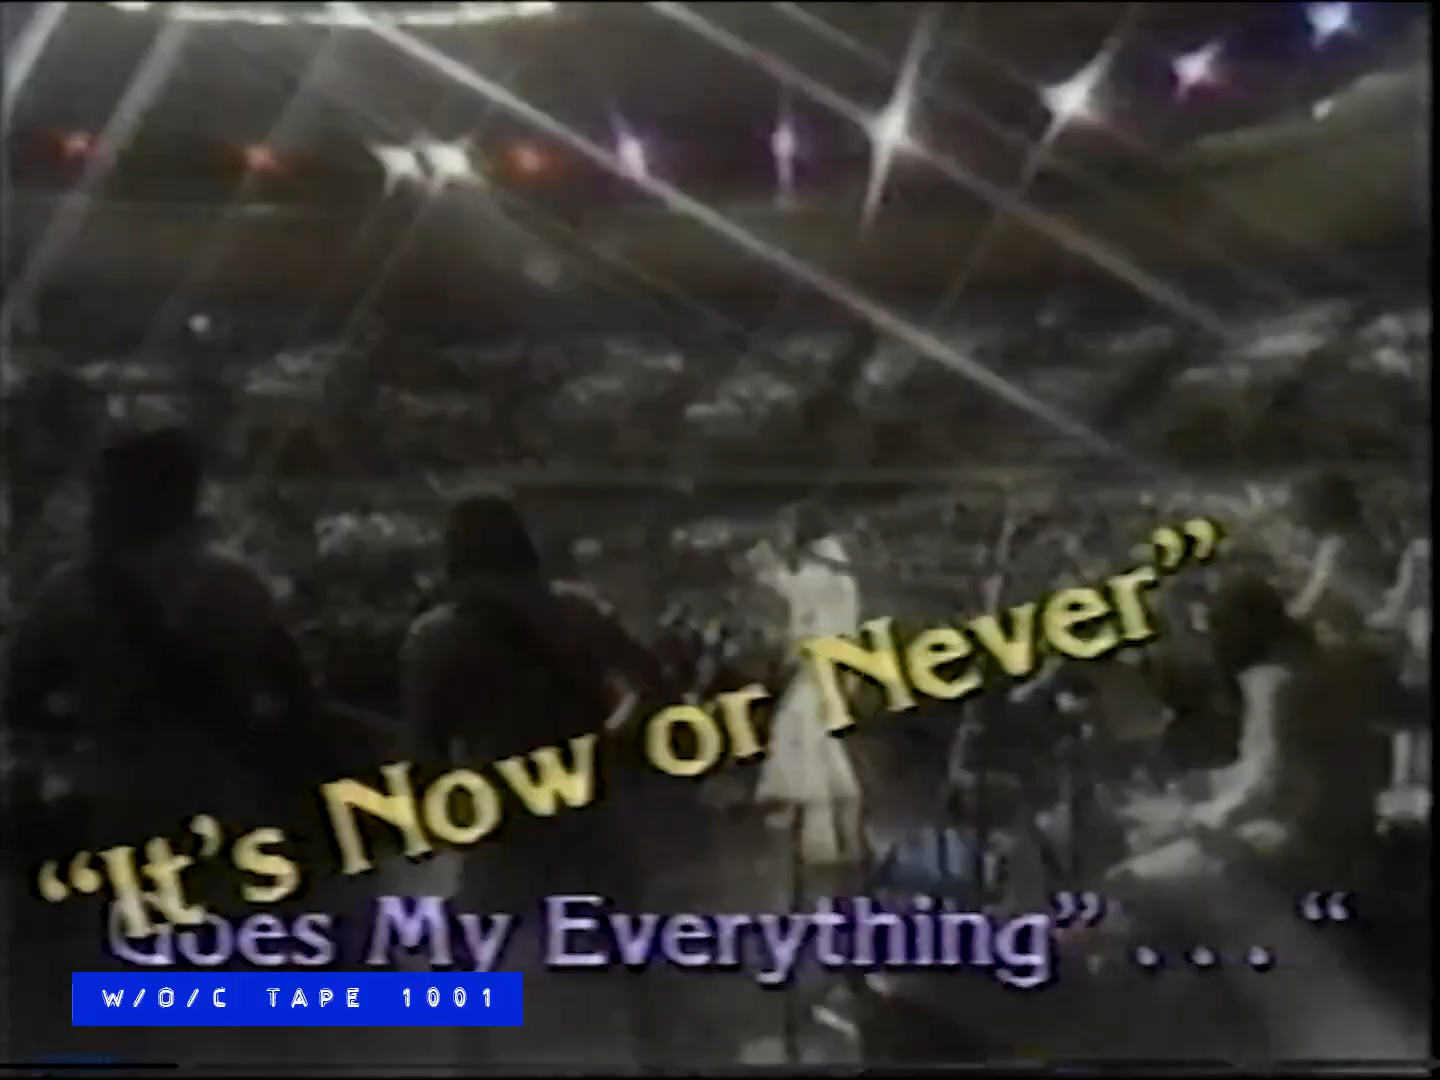 “It’s Now or Never”
Goes My Everything” . . . “
W/O/C TAPE 1001